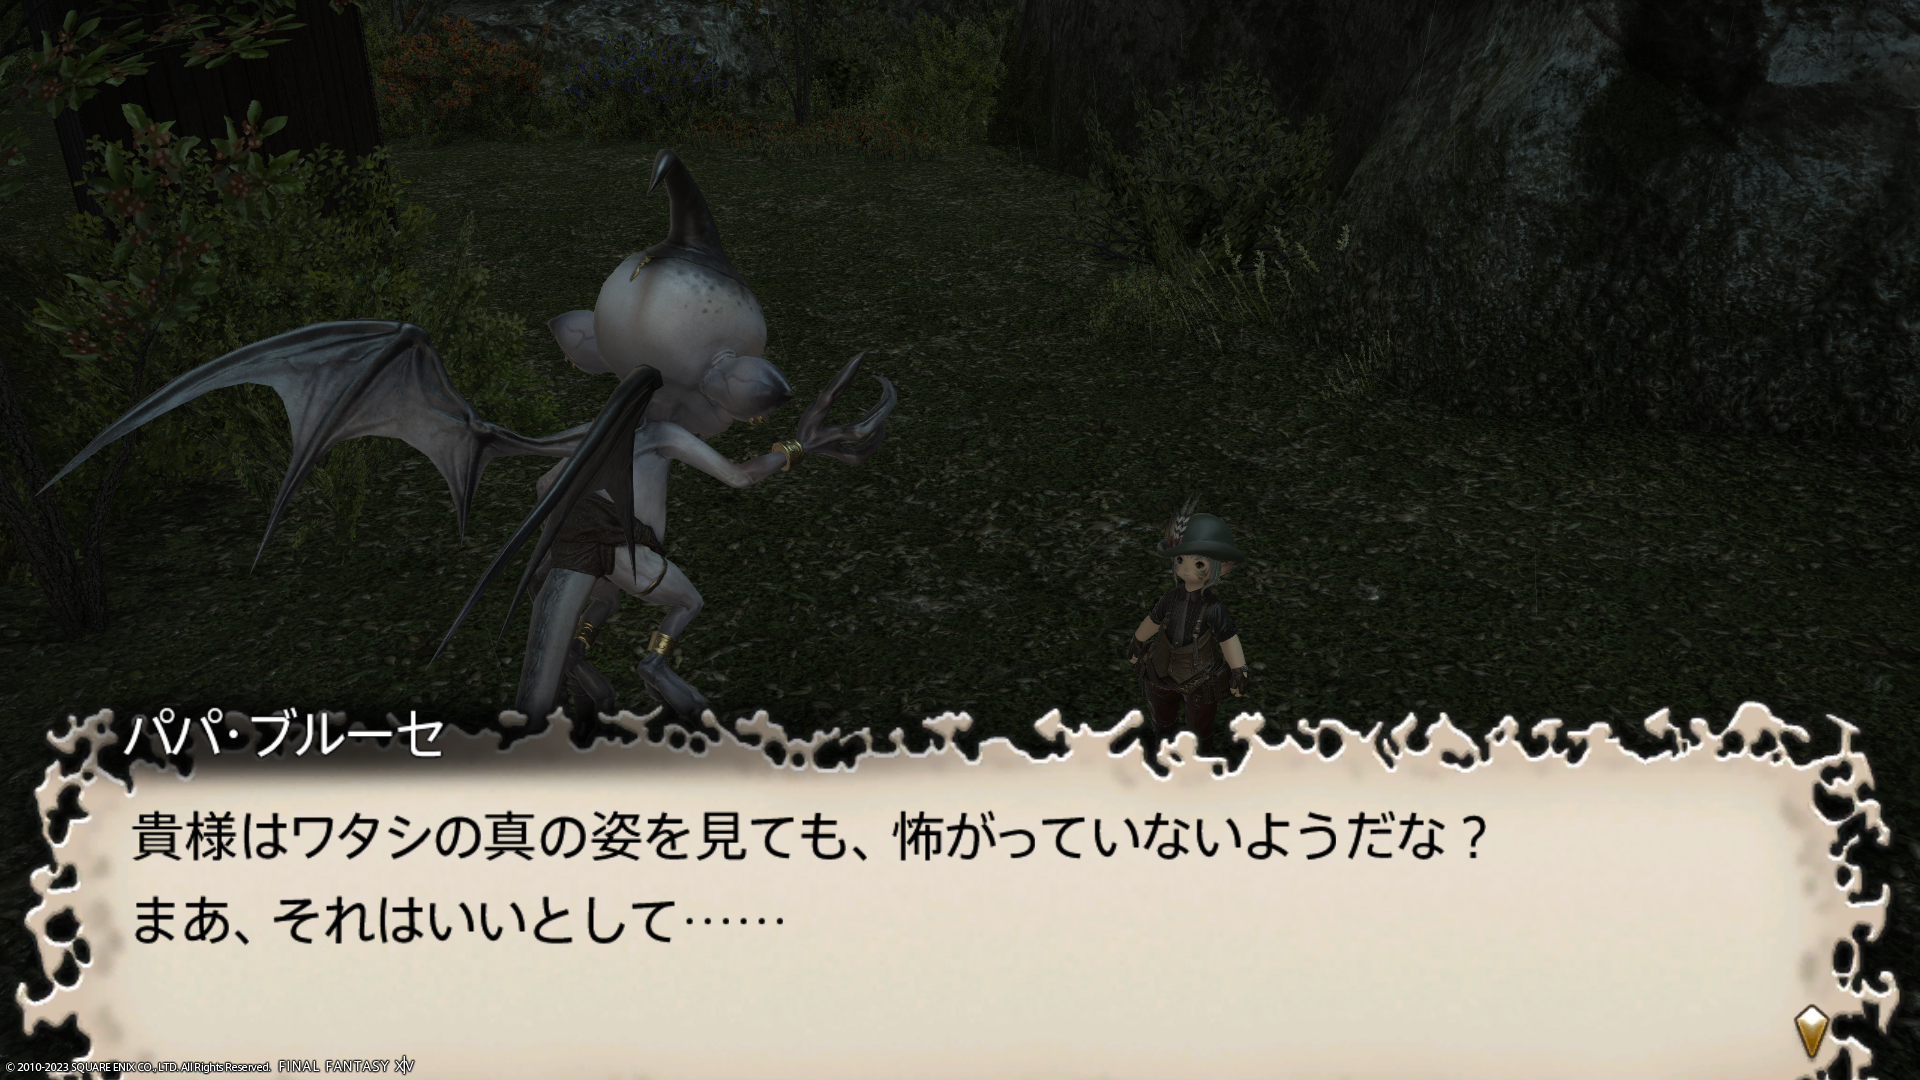 パパ・ブルーセ
貴様はワタシの真の姿を見ても、怖がっていないようだな？
まあ、それはいいとして……
© 2010-2023 SQUARE ENIX CO., LTD. All Rights Reserved. FINAL FANTASY XIV